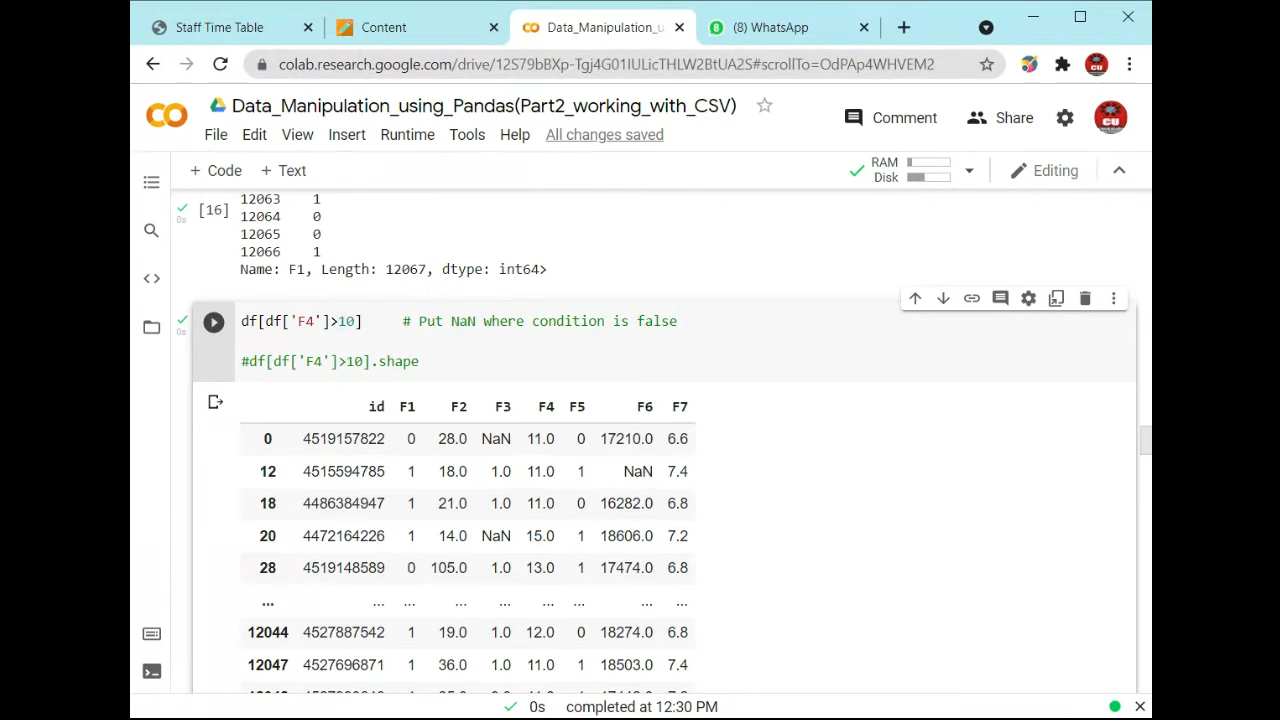 Staff Time Table
Content
Data_Manipulation_u
(8) WhatsApp
colab.research.google.com/drive/12S79bBXp-Tgj4G01IULicTHLW2BtUA2S#scrollTo=OdPAp4WHVEM2
CO
Data_Manipulation_using_Pandas(Part2_working_with_CSV)
Comment
Share
CU
File Edit View Insert Runtime Tools Help All changes saved
+ Code + Text
RAM
Disk
Editing
12063 1
0s [16]
12064 0
12065 0
12066 1
Name: F1, Length: 12067, dtype: int64>
0s
df[df['F4']>10] # Put NaN where condition is false
#df[df['F4']>10].shape
id F1 F2 F3 F4 F5 F6 F7
0 4519157822 0 28.0 NaN 11.0 0 17210.0 6.6
12 4515594785 1 18.0 1.0 11.0 1 NaN 7.4
18 4486384947 1 21.0 1.0 11.0 0 16282.0 6.8
20 4472164226 1 14.0 NaN 15.0 1 18606.0 7.2
28 4519148589 0 105.0 1.0 13.0 1 17474.0 6.8
... ... ... ... ... ... ... ... ...
12044 4527887542 1 19.0 1.0 12.0 0 18274.0 6.8
12047 4527696871 1 36.0 1.0 11.0 1 18503.0 7.4
0s completed at 12:30 PM